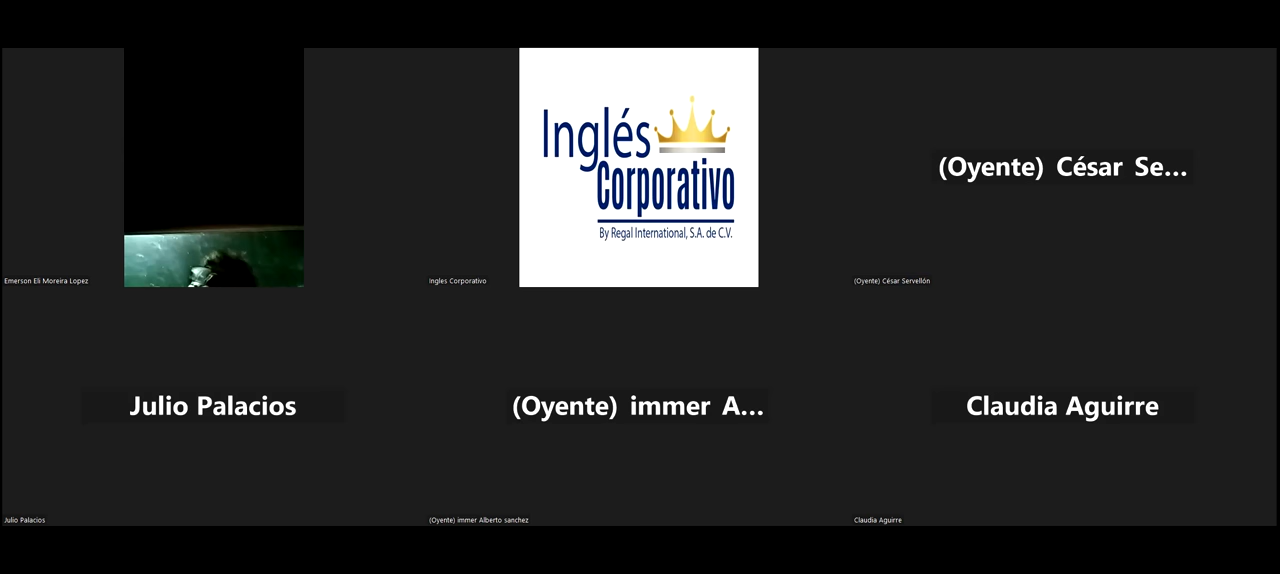 Inglés
Corporativo
By Regal International, S.A. de C.V.
(Oyente) César Se...
Emerson Eli Moreira Lopez
Ingles Corporativo
(Oyente) César Servellón
Julio Palacios
(Oyente) immer A...
Claudia Aguirre
Julio Palacios
(Oyente) immer Alberto sanchez
Claudia Aguirre